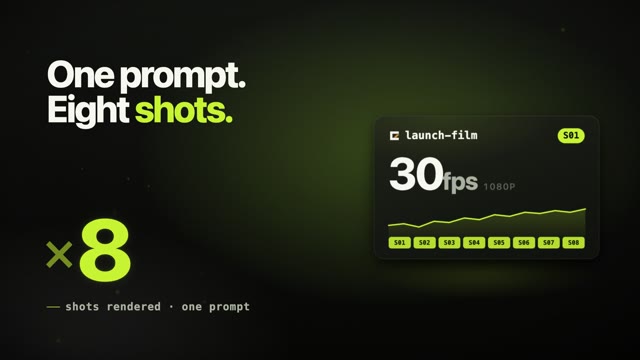 One prompt.
Eight shots.
launch-film
S01
30fps 1080P
S01 S02 S03 S04 S05 S06 S07 S08
×8
shots rendered · one prompt